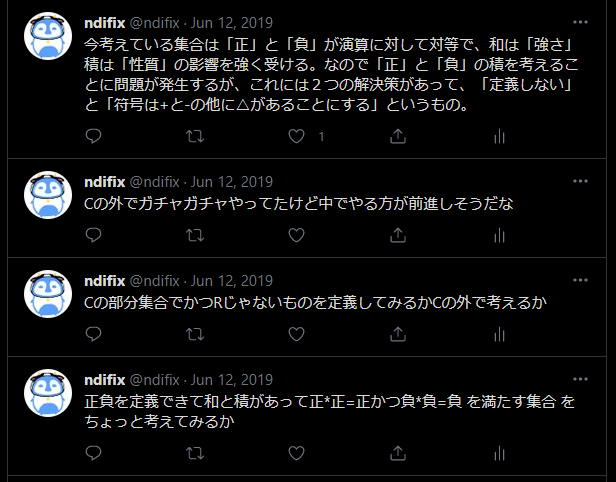 ndifix @ndifix · Jun 12, 2019
今考えている集合は「正」と「負」が演算に対して対等で、和は「強さ」
積は「性質」の影響を強く受ける。なので「正」と「負」の積を考えるこ
とに問題が発生するが、これには２つの解決策があって、「定義しない」
と「符号は+と-の他に△があることにする」というもの。
1
ndifix @ndifix · Jun 12, 2019
Cの外でガチャガチャやってたけど中でやる方が前進しそうだな
ndifix @ndifix · Jun 12, 2019
Cの部分集合でかつRじゃないものを定義してみるかCの外で考えるか
ndifix @ndifix · Jun 12, 2019
正負を定義できて和と積があって正*正=正かつ負*負=負 を満たす集合 を
ちょっと考えてみるか